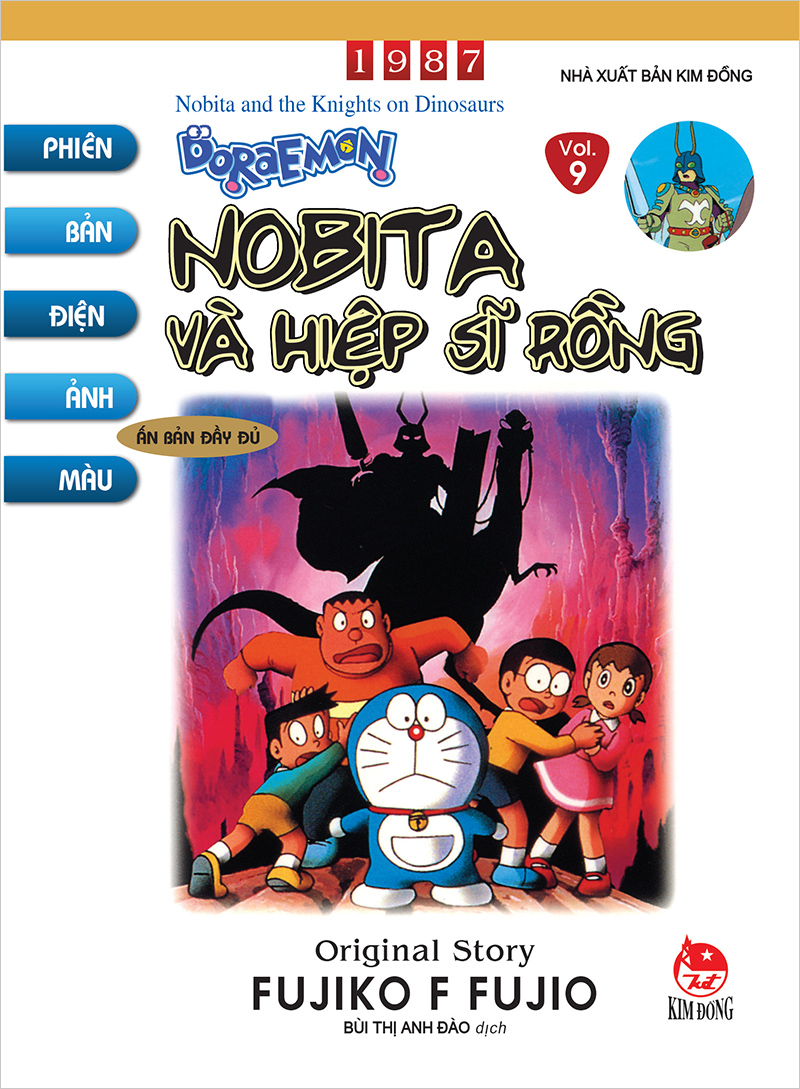 1987
NHÀ XUẤT BẢN KIM ĐỒNG
Nobita and the Knights on Dinosaurs
DORAEMON
Vol.
9
NOBITA
VÀ HIỆP SĨ RỒNG
PHIÊN
BẢN
ĐIỆN
ẢNH
MÀU
ẤN BẢN ĐẦY ĐỦ
Original Story
FUJIKO F FUJIO
BÙI THỊ ANH ĐÀO dịch
KIM ĐỒNG